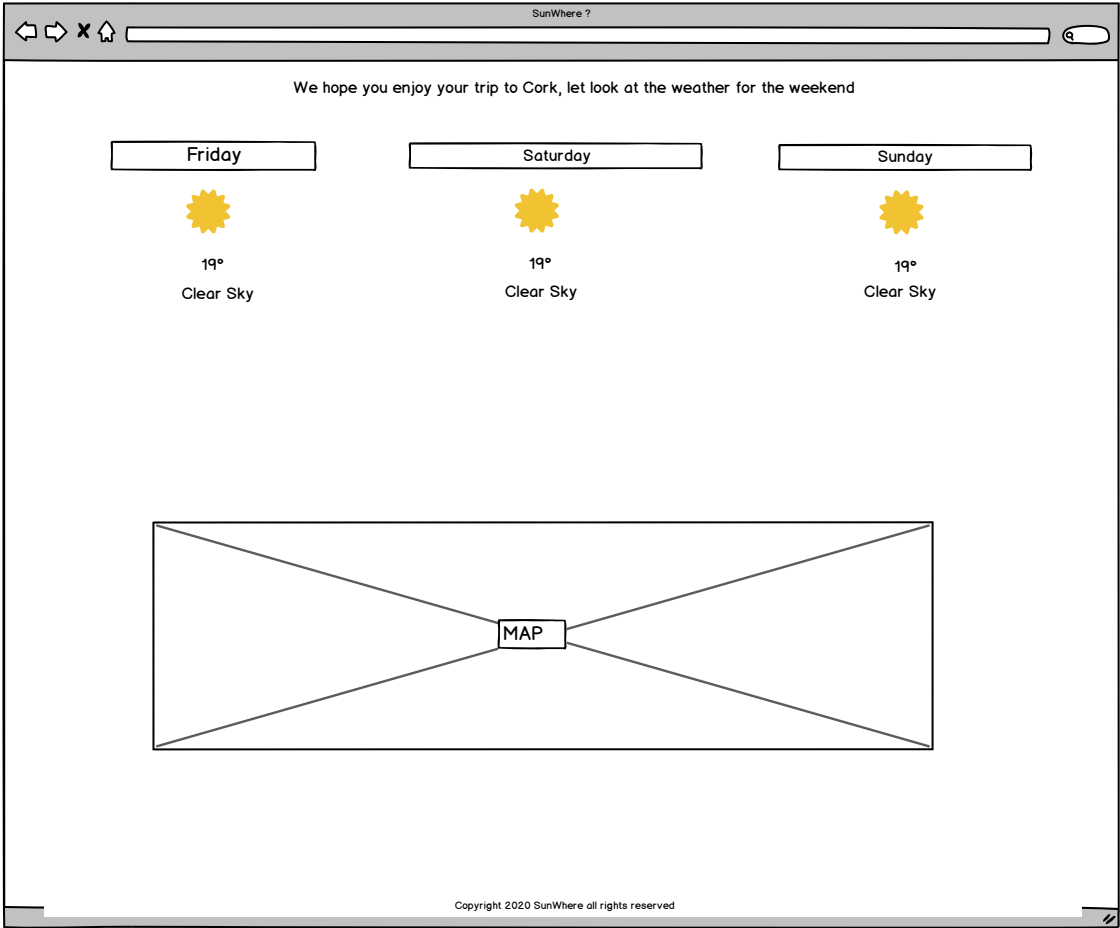 SunWhere ?
We hope you enjoy your trip to Cork, let look at the weather for the weekend
Friday
Saturday
Sunday
19°
19°
19°
Clear Sky
Clear Sky
Clear Sky
MAP
Copyright 2020 SunWhere all rights reserved